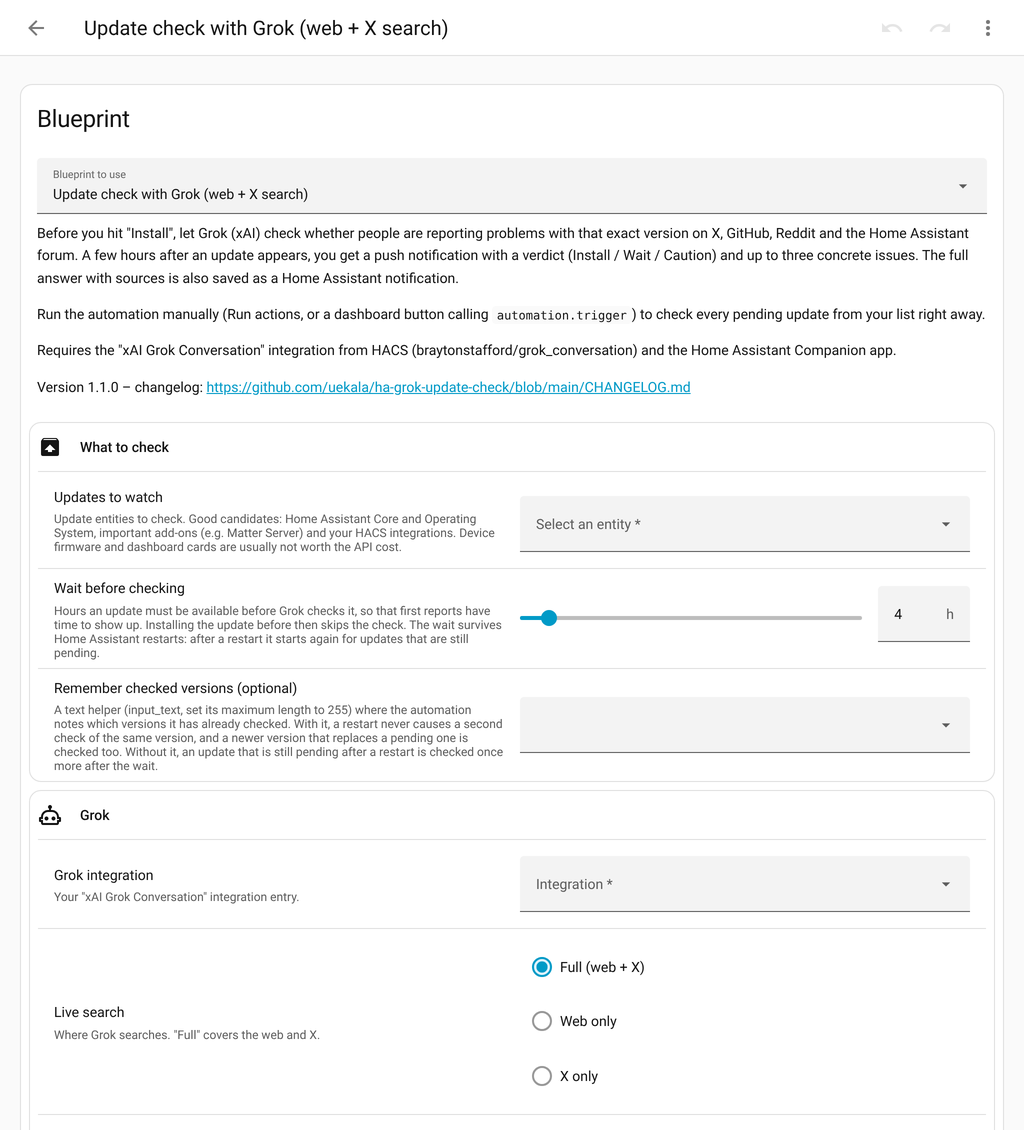 Update check with Grok (web + X search)
Blueprint
Blueprint to use
Update check with Grok (web + X search)
Before you hit "Install", let Grok (xAI) check whether people are reporting problems with that exact version on X, GitHub, Reddit and the Home Assistant
forum. A few hours after an update appears, you get a push notification with a verdict (Install / Wait / Caution) and up to three concrete issues. The full
answer with sources is also saved as a Home Assistant notification.
Run the automation manually (Run actions, or a dashboard button calling automation.trigger ) to check every pending update from your list right away.
Requires the "xAI Grok Conversation" integration from HACS (braytonstafford/grok_conversation) and the Home Assistant Companion app.
Version 1.1.0 – changelog: https://github.com/uekala/ha-grok-update-check/blob/main/CHANGELOG.md
What to check
Updates to watch
Update entities to check. Good candidates: Home Assistant Core and Operating
System, important add-ons (e.g. Matter Server) and your HACS integrations. Device
firmware and dashboard cards are usually not worth the API cost.
Select an entity *
Wait before checking
Hours an update must be available before Grok checks it, so that first reports have
time to show up. Installing the update before then skips the check. The wait survives
Home Assistant restarts: after a restart it starts again for updates that are still
pending.
4 h
Remember checked versions (optional)
A text helper (input_text, set its maximum length to 255) where the automation
notes which versions it has already checked. With it, a restart never causes a second
check of the same version, and a newer version that replaces a pending one is
checked too. Without it, an update that is still pending after a restart is checked once
more after the wait.
Grok
Grok integration
Your "xAI Grok Conversation" integration entry.
Integration *
Live search
Where Grok searches. "Full" covers the web and X.
Full (web + X)
Web only
X only